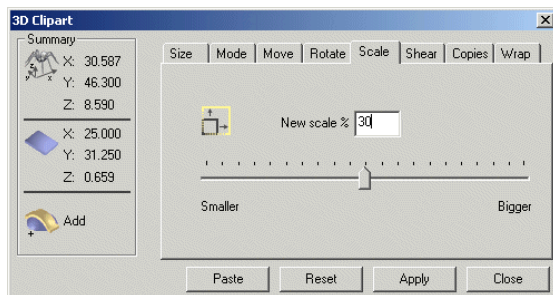 3D Clipart
Summary
X: 30.587
Y: 46.300
Z: 8.590
X: 25.000
Y: 31.250
Z: 0.659
Add
Size Mode Move Rotate Scale Shear Copies Wrap
New scale % 30
Smaller Bigger
Paste Reset Apply Close